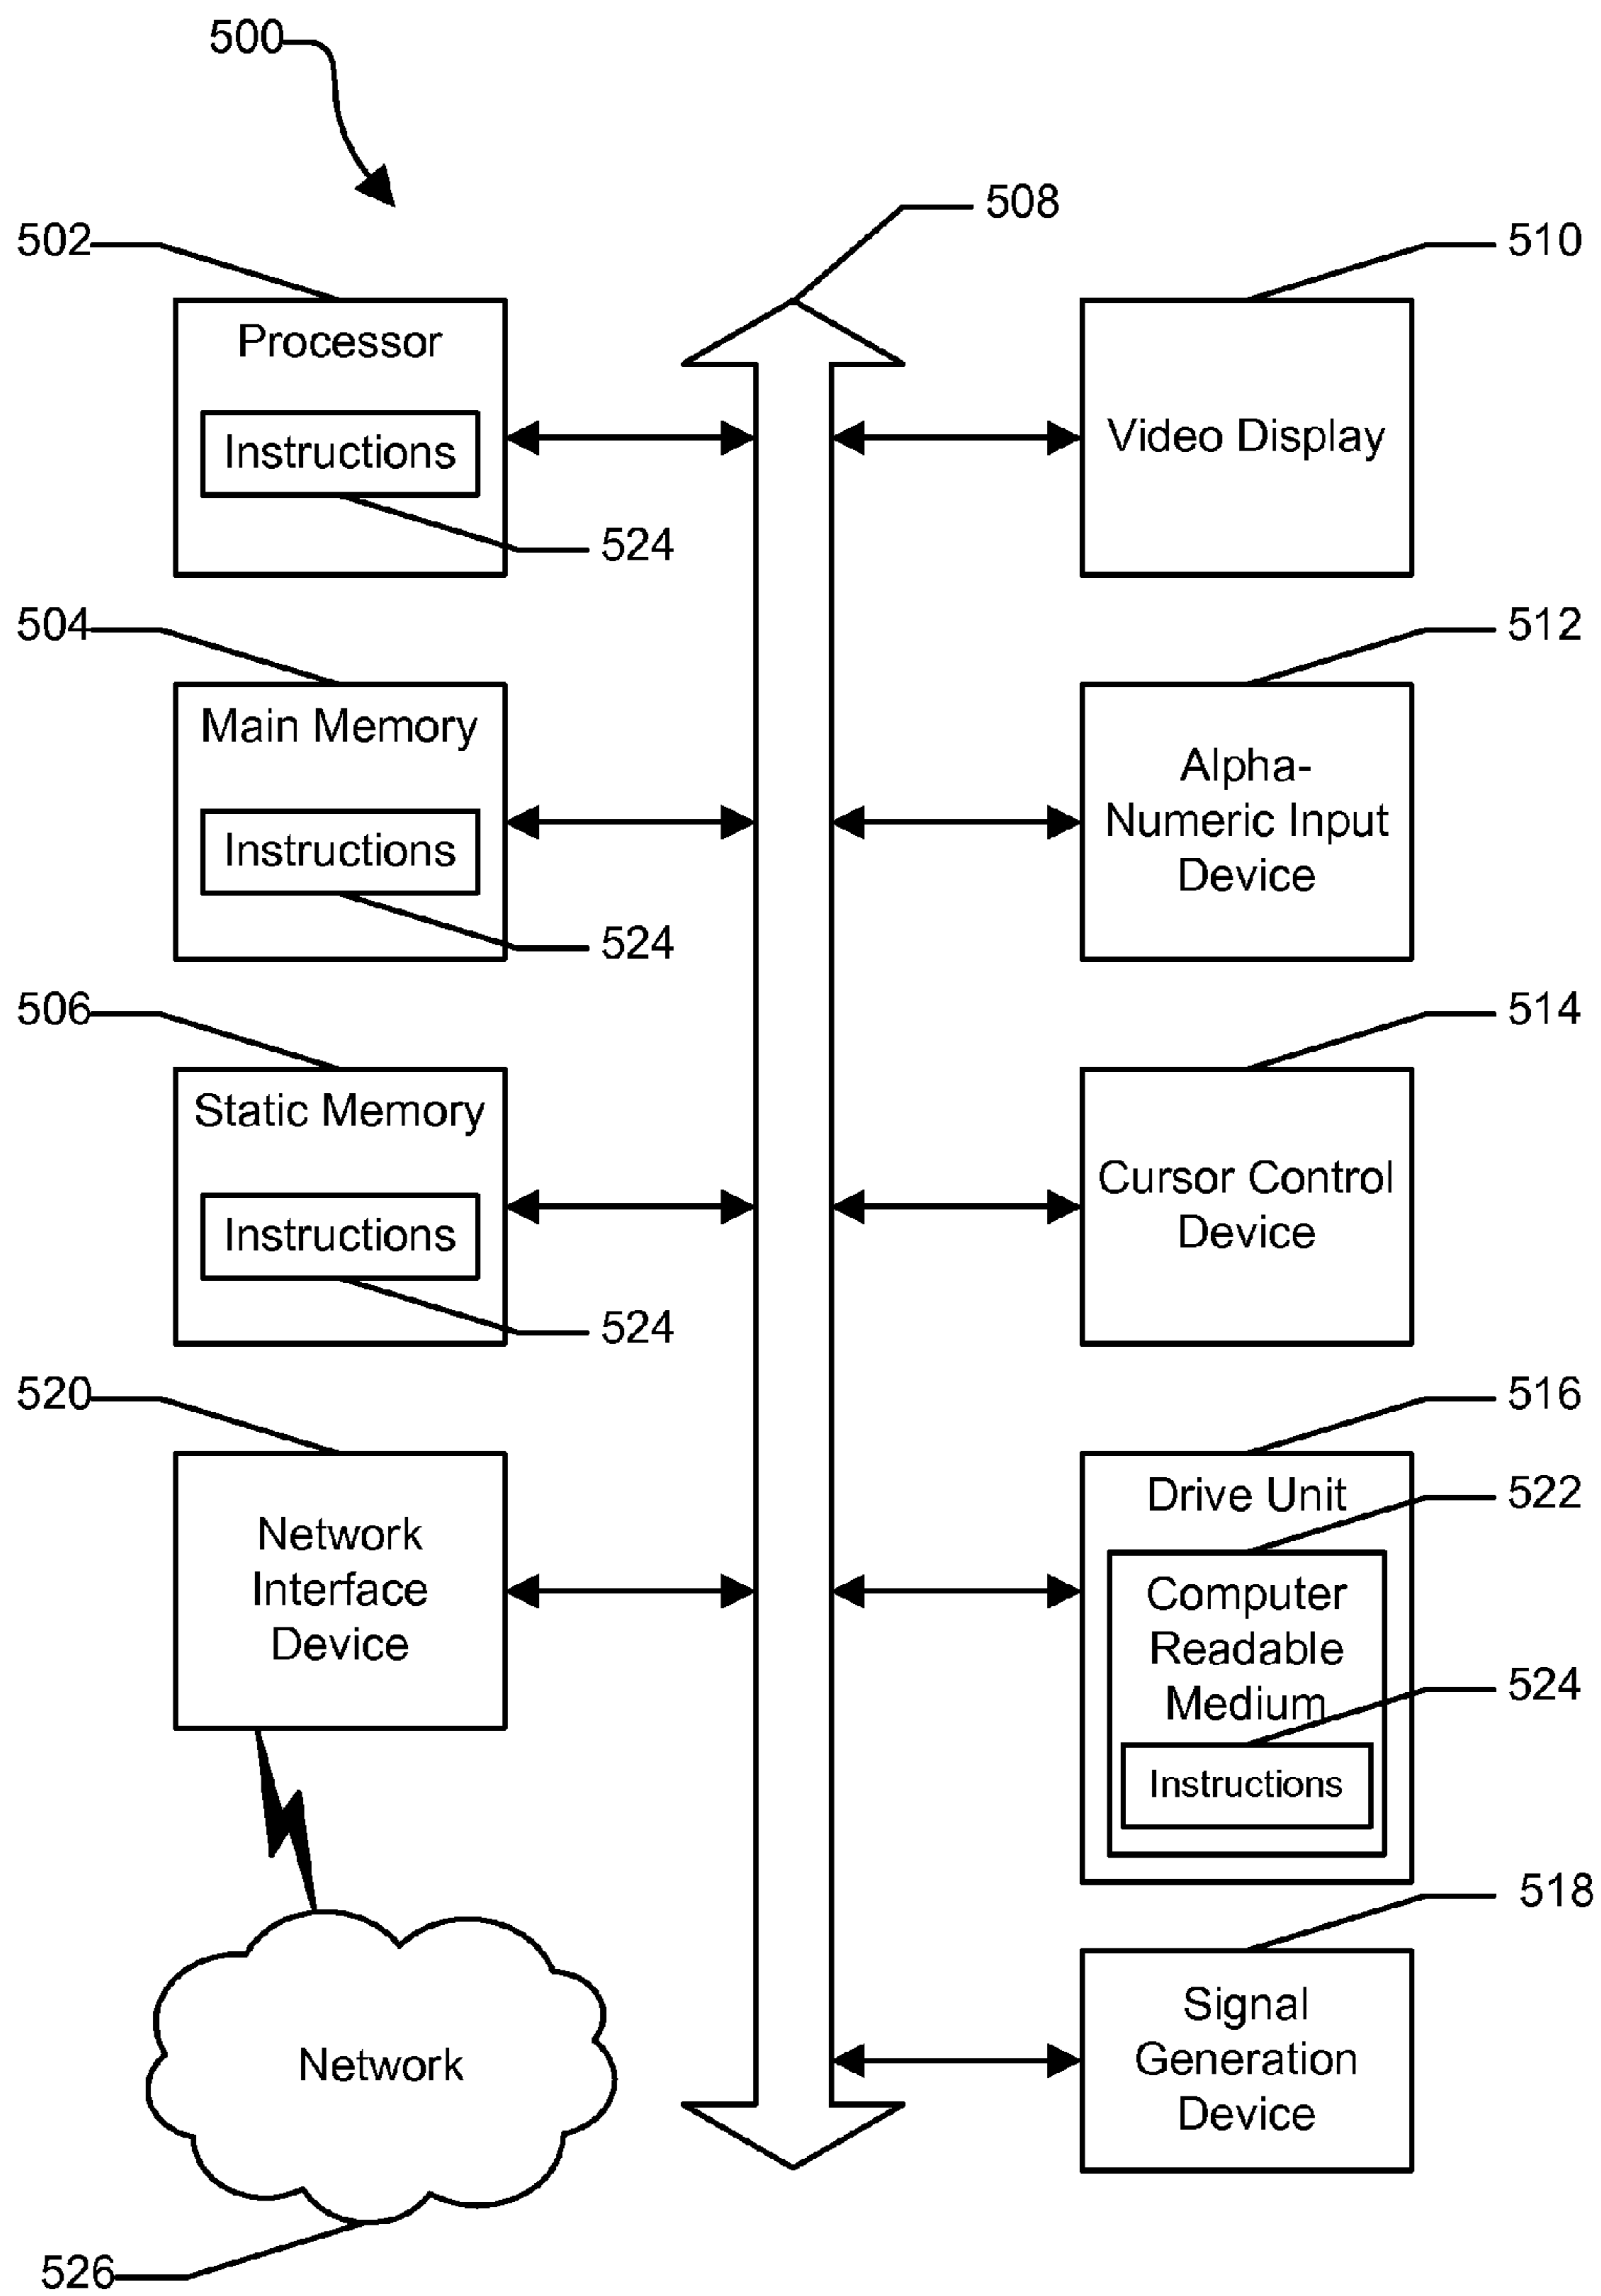 500
508
502
510
Processor
Instructions
524
Video Display
504
512
Main Memory
Instructions
524
Alpha-
Numeric Input
Device
506
514
Static Memory
Instructions
524
Cursor Control
Device
520
516
Network
Interface
Device
Drive Unit
522
Computer
Readable
Medium
524
Instructions
518
Signal
Generation
Device
Network
526